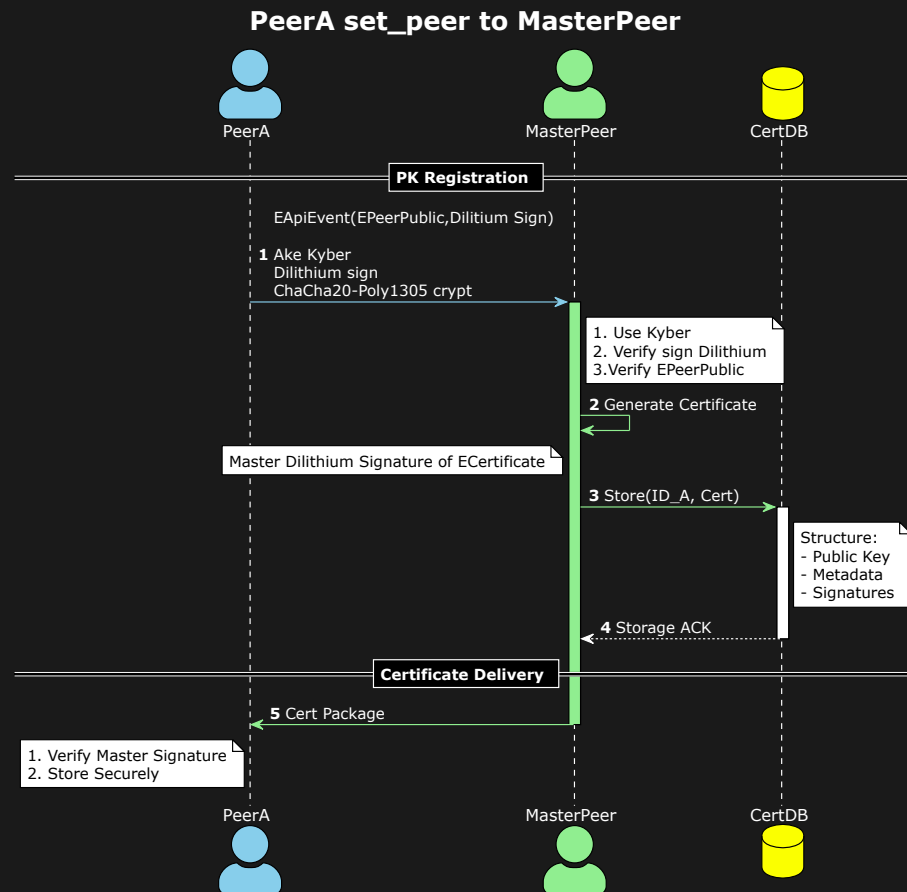 PeerA set_peer to MasterPeer
PeerA
MasterPeer
CertDB
PK Registration
EApiEvent(EPeerPublic,Dilitium Sign)
1 Ake Kyber
Dilithium sign
ChaCha20-Poly1305 crypt
1. Use Kyber
2. Verify sign Dilithium
3.Verify EPeerPublic
2 Generate Certificate
Master Dilithium Signature of ECertificate
3 Store(ID_A, Cert)
Structure:
- Public Key
- Metadata
- Signatures
4 Storage ACK
Certificate Delivery
5 Cert Package
1. Verify Master Signature
2. Store Securely
PeerA
MasterPeer
CertDB